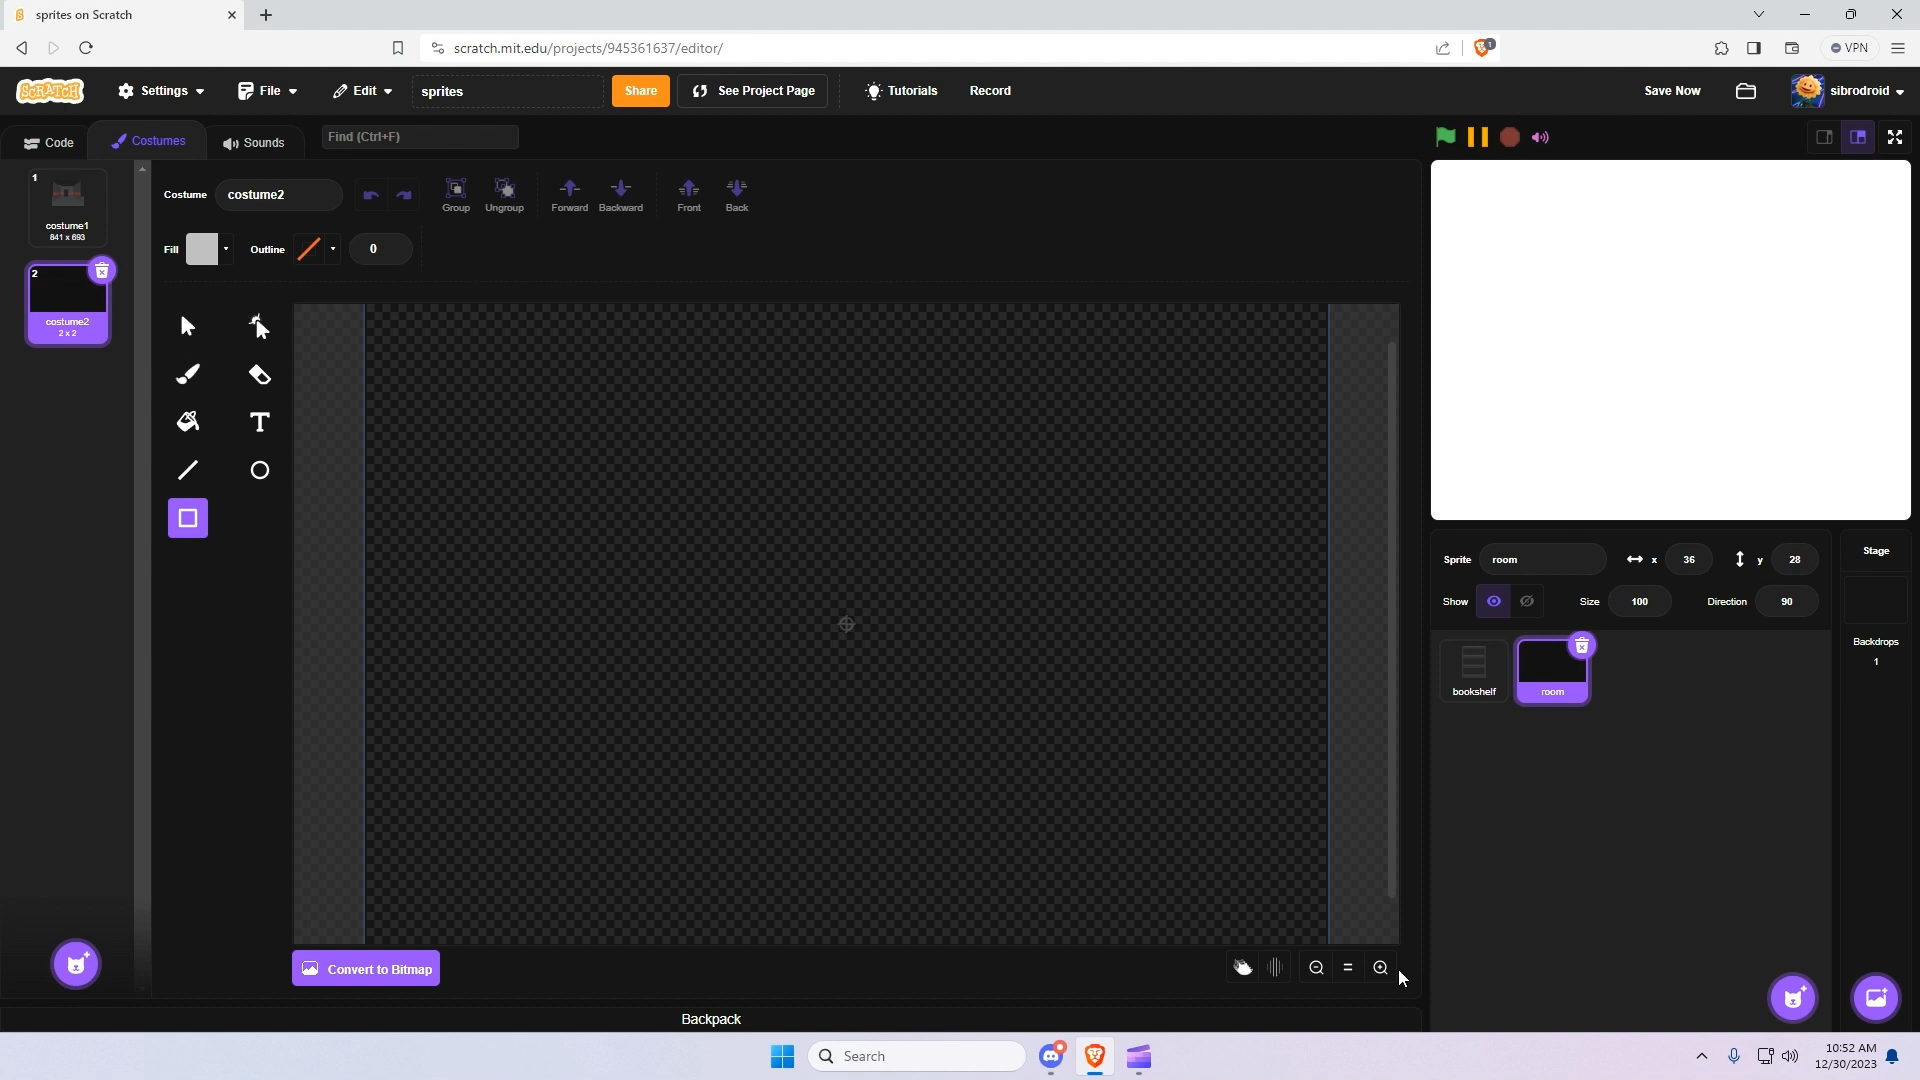 sprites on Scratch
scratch.mit.edu/projects/945361637/editor/
1
VPN
SCRATCH
Settings
File
Edit
sprites
Share
See Project Page
Tutorials
Record
Save Now
sibrodroid
Code
Costumes
Sounds
Find (Ctrl+F)
1
costume1
841 x 693
2
costume2
2 x 2
Costume
costume2
Group
Ungroup
Forward
Backward
Front
Back
Fill
Outline
0
Convert to Bitmap
Backpack
Sprite
room
x
36
y
28
Show
Size
100
Direction
90
bookshelf
room
Stage
Backdrops
1
Search
10:52 AM
12/30/2023